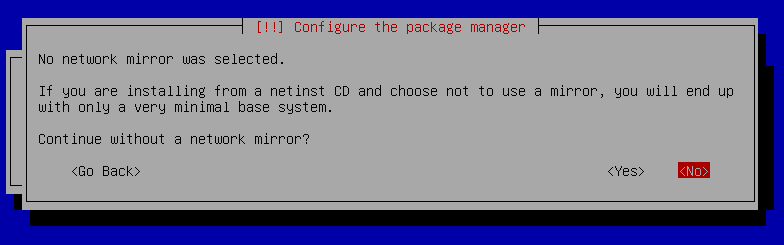 [!!] Configure the package manager
No network mirror was selected.
If you are installing from a netinst CD and choose not to use a mirror, you will end up
with only a very minimal base system.
Continue without a network mirror?
<Go Back> <Yes> <No>